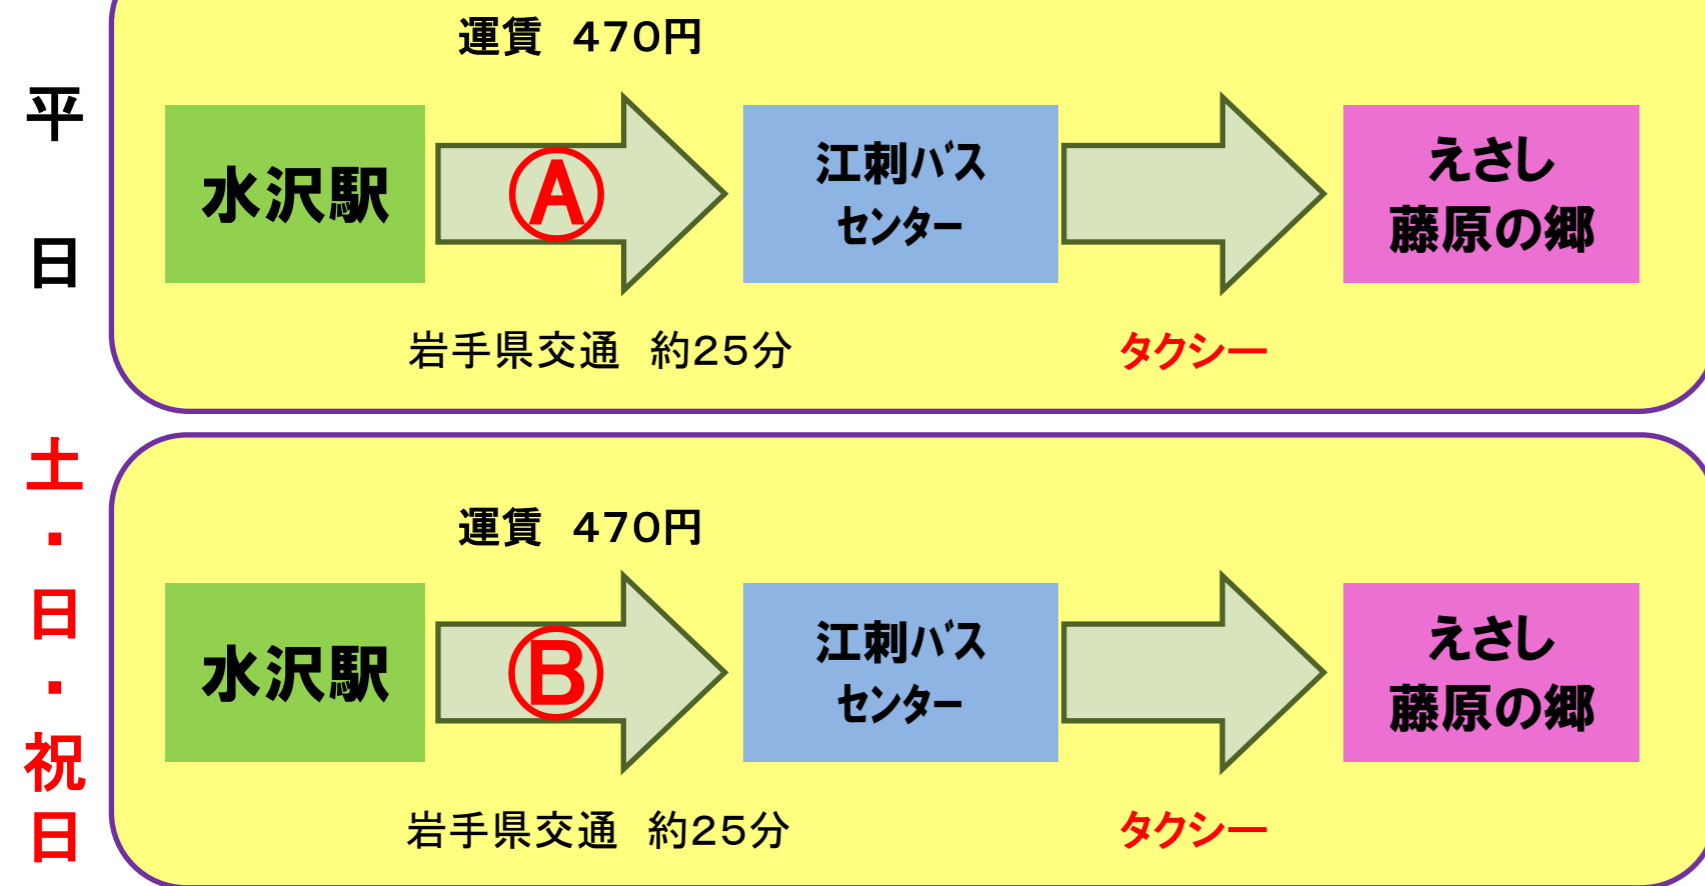 平日
運賃　470円
水沢駅
Ⓐ
江刺バス
センター
えさし
藤原の郷
岩手県交通　約25分
タクシー
土・日・祝日
運賃　470円
水沢駅
Ⓑ
江刺バス
センター
えさし
藤原の郷
岩手県交通　約25分
タクシー